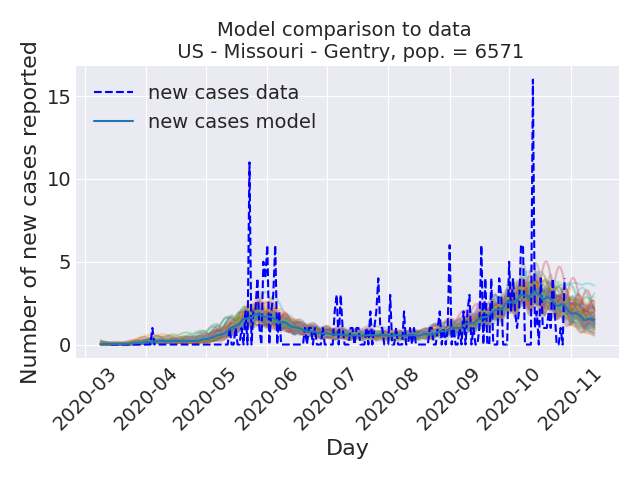 Model comparison to data
US - Missouri - Gentry, pop. = 6571
Number of new cases reported
new cases data
new cases model
15
10
5
0
2020-03
2020-04
2020-05
2020-06
2020-07
2020-08
2020-09
2020-10
2020-11
Day